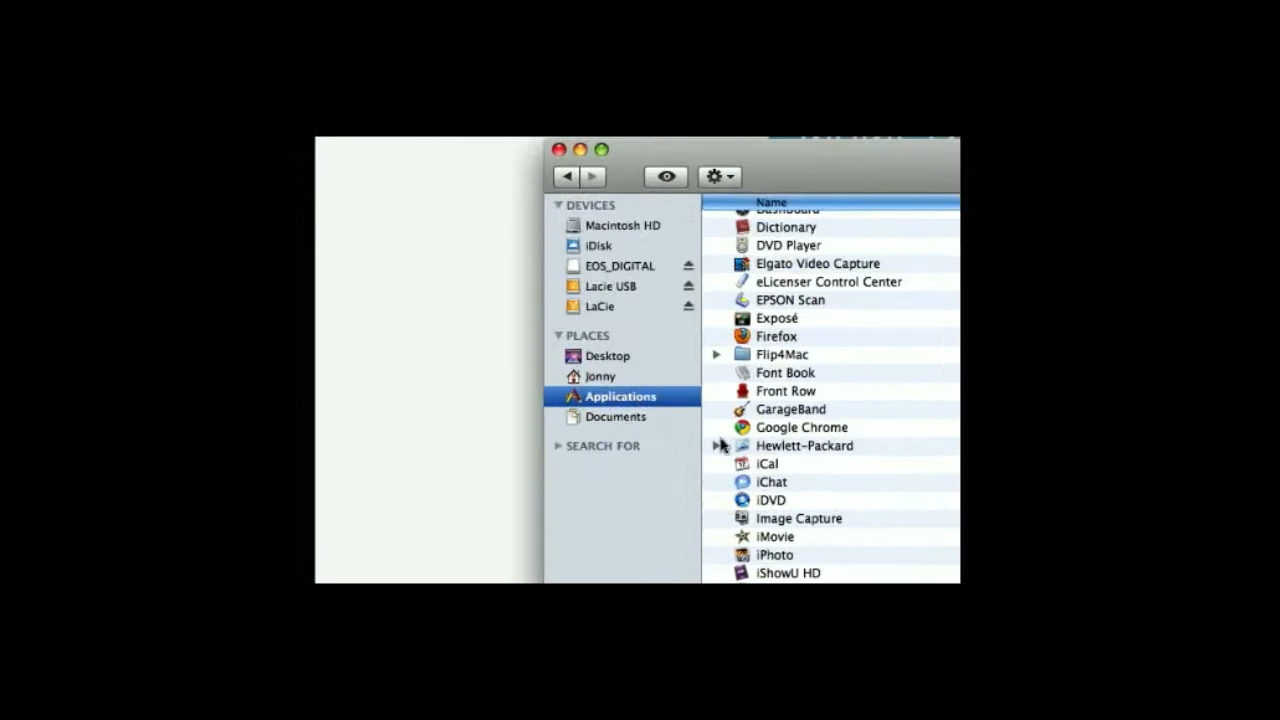 DEVICES
Macintosh HD
iDisk
EOS_DIGITAL
Lacie USB
LaCie
PLACES
Desktop
Jonny
Applications
Documents
SEARCH FOR
Name
Dashboard
Dictionary
DVD Player
Elgato Video Capture
eLicenser Control Center
EPSON Scan
Exposé
Firefox
Flip4Mac
Font Book
Front Row
GarageBand
Google Chrome
Hewlett-Packard
iCal
iChat
iDVD
Image Capture
iMovie
iPhoto
iShowU HD